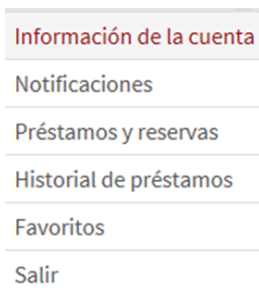 Información de la cuenta
Notificaciones
Préstamos y reservas
Historial de préstamos
Favoritos
Salir